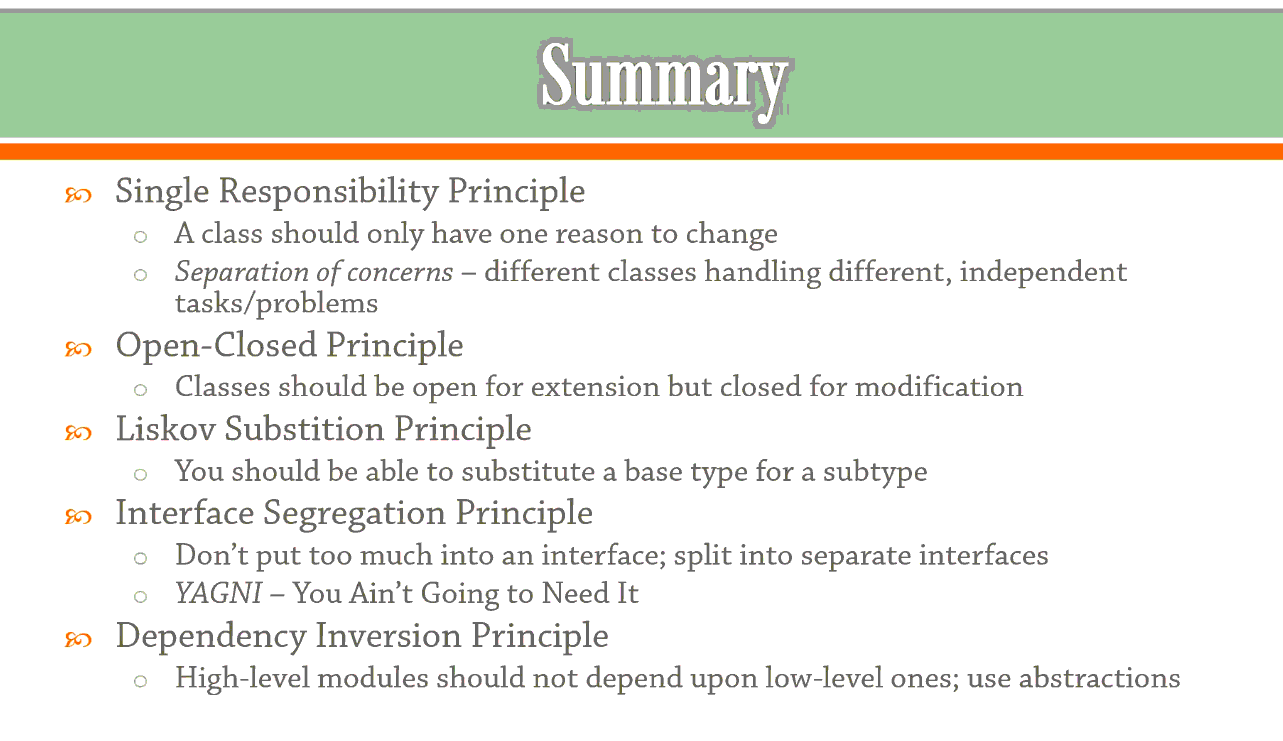 Summary
Single Responsibility Principle
A class should only have one reason to change
Separation of concerns – different classes handling different, independent
tasks/problems
Open-Closed Principle
Classes should be open for extension but closed for modification
Liskov Substition Principle
You should be able to substitute a base type for a subtype
Interface Segregation Principle
Don’t put too much into an interface; split into separate interfaces
YAGNI – You Ain’t Going to Need It
Dependency Inversion Principle
High-level modules should not depend upon low-level ones; use abstractions